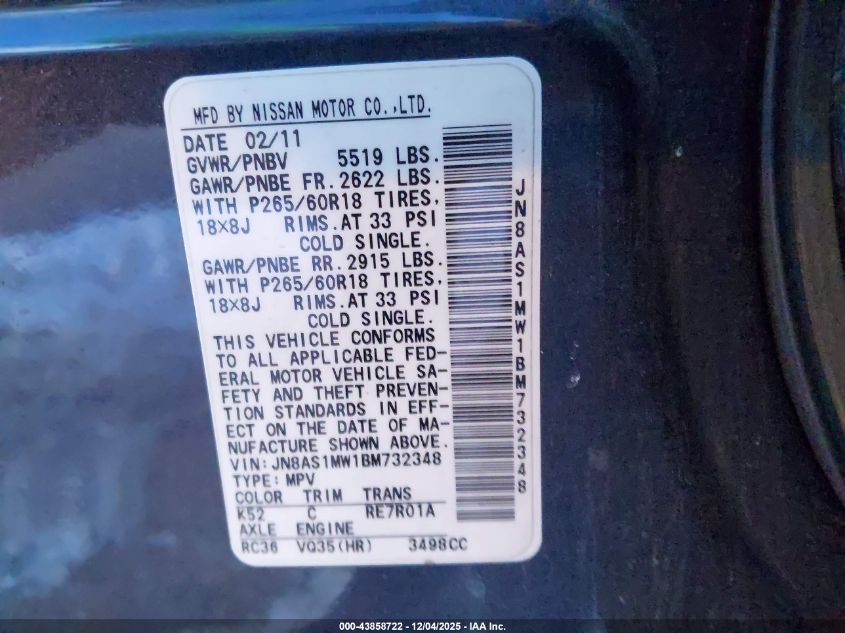 MFD BY NISSAN MOTOR CO.,LTD.
DATE 02/11
GVWR/PNBV 5519 LBS.
GAWR/PNBE FR. 2622 LBS.
WITH P265/60R18 TIRES,
18X8J RIMS. AT 33 PSI
COLD SINGLE.
GAWR/PNBE RR. 2915 LBS.
WITH P265/60R18 TIRES,
18X8J RIMS. AT 33 PSI
COLD SINGLE.
THIS VEHICLE CONFORMS
TO ALL APPLICABLE FED-
ERAL MOTOR VEHICLE SA-
FETY AND THEFT PREVEN-
TION STANDARDS IN EFF-
ECT ON THE DATE OF MA-
NUFACTURE SHOWN ABOVE.
VIN: JN8AS1MW1BM732348
TYPE: MPV
COLOR TRIM TRANS
K52 C RE7R01A
AXLE ENGINE
RC36 VQ35(HR) 3498CC
JN8AS1MW1BM732348
000-43858722 - 12/04/2025 - IAA Inc.